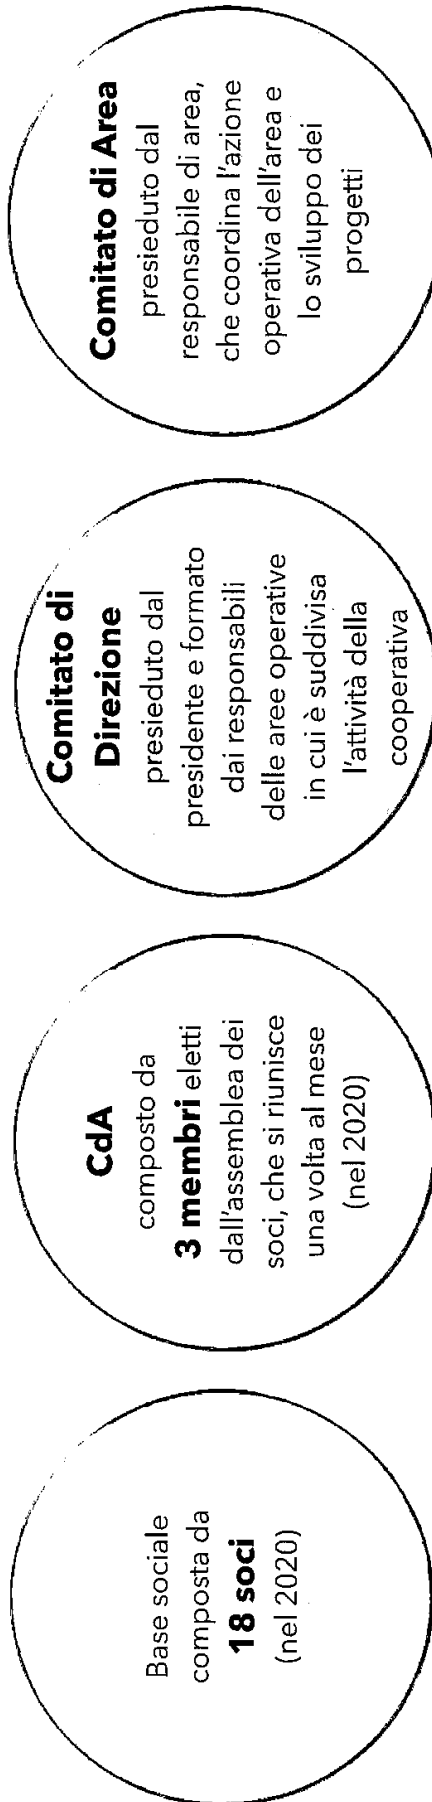 Base sociale
composta da
18 soci
(nel 2020)
CdA
composto da
3 membri eletti
dall'assemblea dei
soci, che si riunisce
una volta al mese
(nel 2020)
Comitato di
Direzione
presieduto dal
presidente e formato
dai responsabili
delle aree operative
in cui è suddivisa
l'attività della
cooperativa
Comitato di Area
presieduto dal
responsabile di area,
che coordina l'azione
operativa dell'area e
lo sviluppo dei
progetti